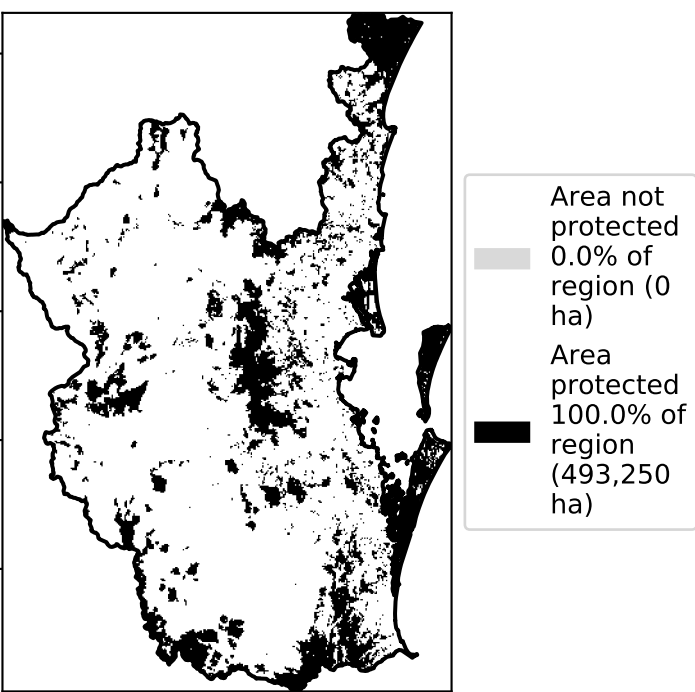 Area not
protected
0.0% of
region (0
ha)
Area
protected
100.0% of
region
(493,250
ha)